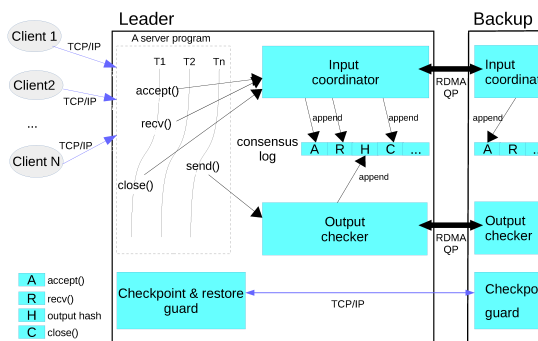 Leader
Backup
A server program
Client 1
TCP/IP
Client2
TCP/IP
...
TCP/IP
Client N
T1
T2
Tn
accept()
recv()
close()
send()
Input
coordinator
RDMA
QP
Input
append
append
append
append
consensus
log
A
R
H
C
...
A
R
append
Output
checker
RDMA
QP
Output
checker
Checkpoint & restore
guard
TCP/IP
guard
A
accept()
R
recv()
H
output hash
C
close()